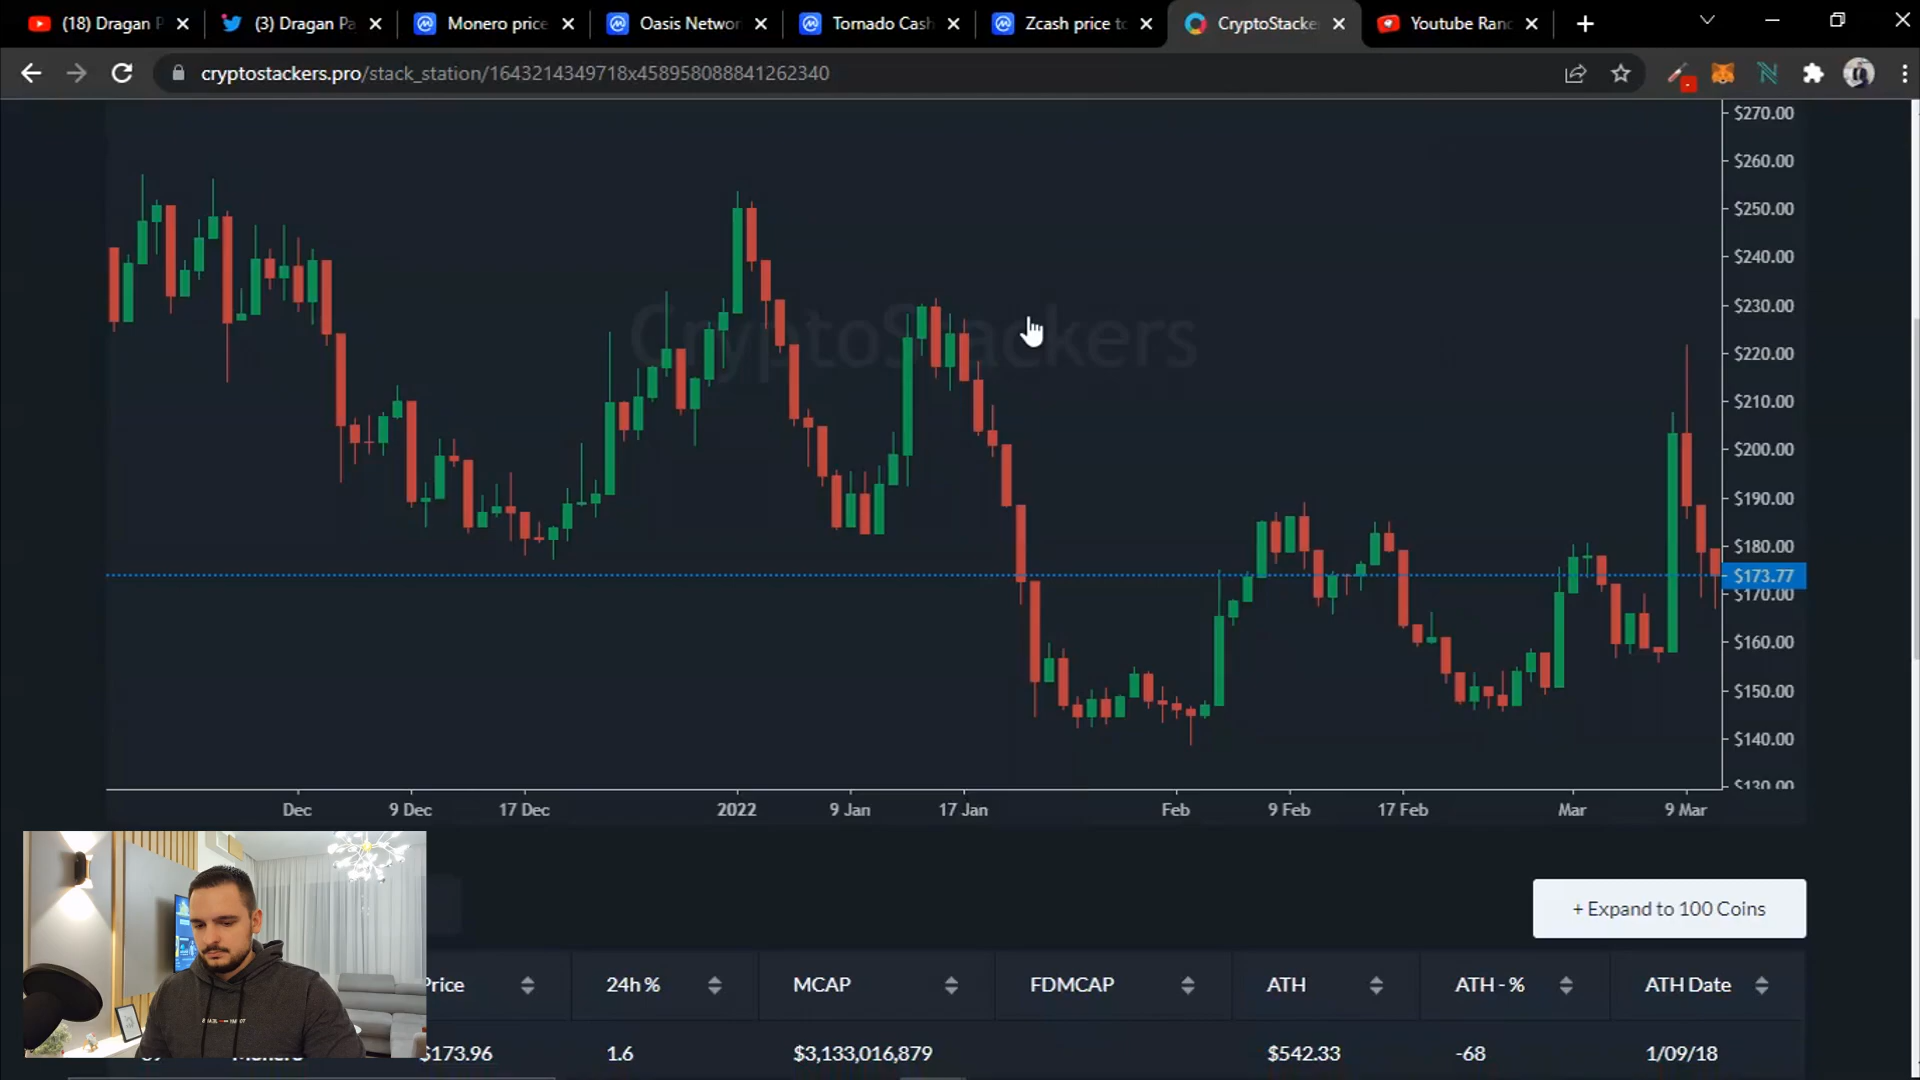 (18) Dragan P
(3) Dragan Pa
Monero price
Oasis Networ
Tornado Cash
Zcash price to
CryptoStacke
Youtube Ranc
cryptostackers.pro/stack_station/1643214349718x458958088841262340
CryptoStackers
$270.00
$260.00
$250.00
$240.00
$230.00
$220.00
$210.00
$200.00
$190.00
$180.00
$173.77
$170.00
$160.00
$150.00
$140.00
$130.00
Dec
9 Dec
17 Dec
2022
9 Jan
17 Jan
Feb
9 Feb
17 Feb
Mar
9 Mar
+ Expand to 100 Coins
Price
24h %
MCAP
FDMCAP
ATH
ATH - %
ATH Date
Monero
$173.96
1.6
$3,133,016,879
$542.33
-68
1/09/18